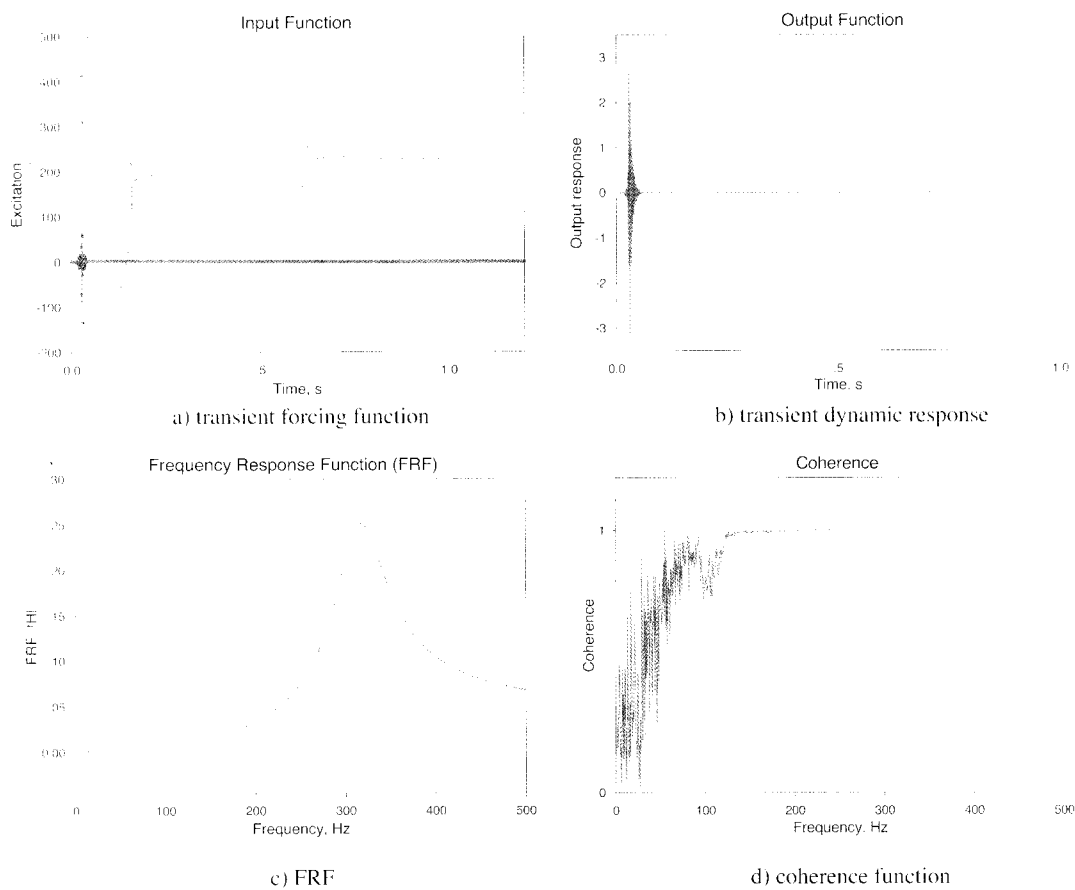 Input Function
500
400
300
200
100
0
-100
-200
Excitation
0.0
.5
1.0
Time, s
a) transient forcing function
Output Function
3
2
1
0
-1
-2
-3
Output response
0.0
.5
1.0
Time, s
b) transient dynamic response
Frequency Response Function (FRF)
.30
.25
.20
.15
.10
.05
0.00
FRF
0
100
200
300
400
500
Frequency, Hz
c) FRF
Coherence
1
0
Coherence
0
100
200
300
400
500
Frequency, Hz
d) coherence function